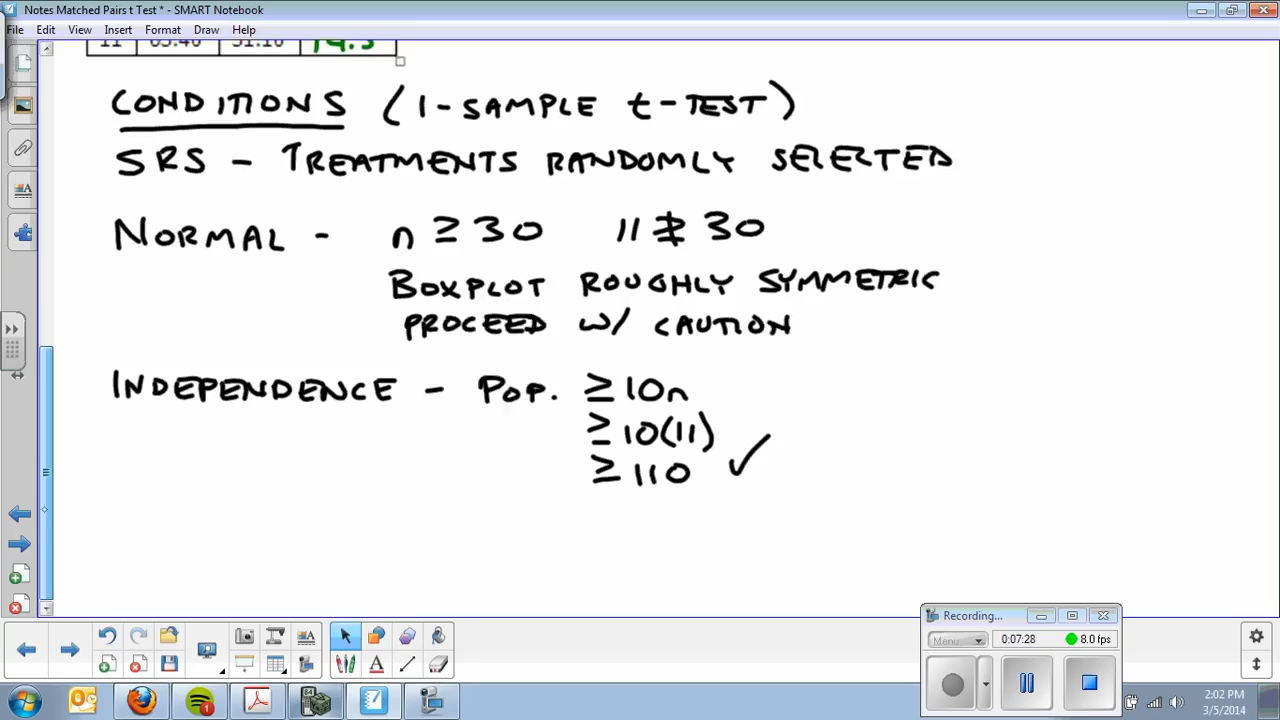 Notes Matched Pairs t Test * - SMART Notebook
File Edit View Insert Format Draw Help
11
CONDITIONS (1-SAMPLE t-TEST)
SRS - TREATMENTS RANDOMLY SELECTED
NORMAL - n ≥ 30 11 ≱ 30
BOXPLOT ROUGHLY SYMMETRIC
PROCEED W/ CAUTION
INDEPENDENCE - POP. ≥ 10n
≥ 10(11)
≥ 110 ✓
Recording...
Menu 0:07:28 8.0 fps
2:02 PM
3/5/2014